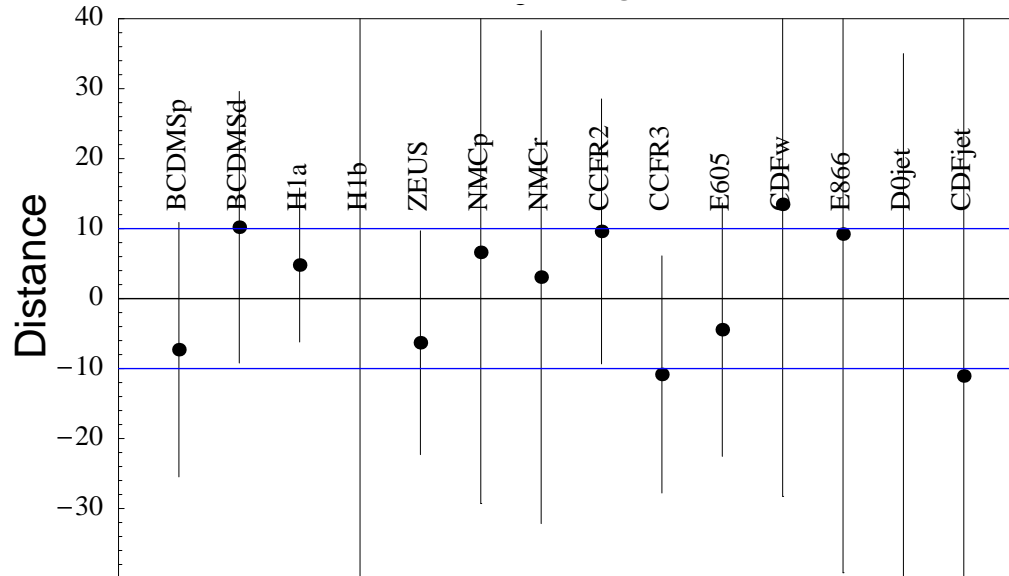 40
30
20
10
0
−10
−20
−30
Distance
BCDMSp
BCDMSd
H1a
H1b
ZEUS
NMCp
NMCr
CCFR2
CCFR3
E605
CDFw
E866
D0jet
CDFjet